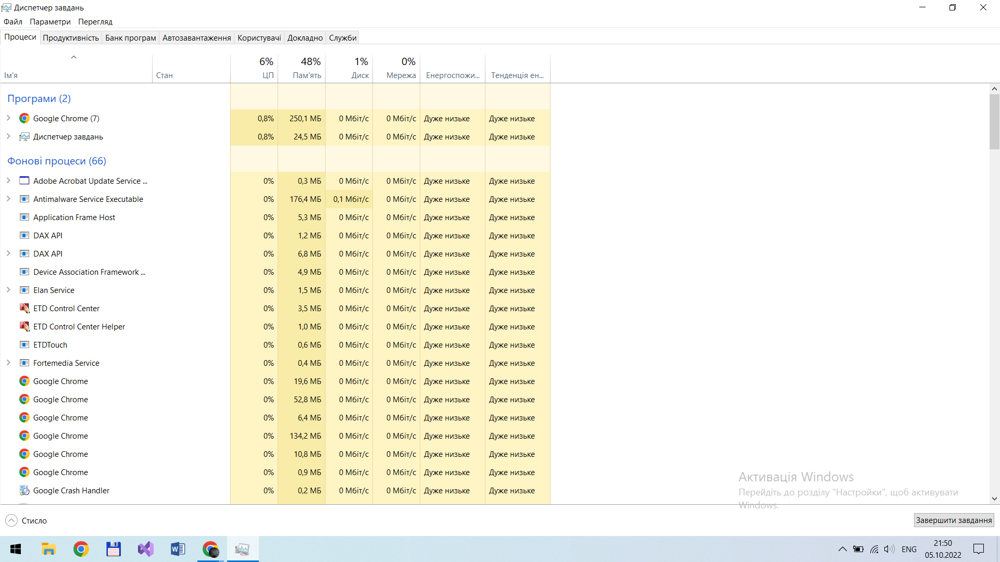 Диспетчер завдань
Файл Параметри Перегляд
Процеси Продуктивність Банк програм Автозавантаження Користувачі Докладно Служби
6% 48% 1% 0%
Ім'я Стан ЦП Пам'ять Диск Мережа Енергоспожи... Тенденція ен...
Програми (2)
Google Chrome (7) 0,8% 250,1 МБ 0 Мбіт/с 0 Мбіт/с Дуже низьке Дуже низьке
Диспетчер завдань 0,8% 24,5 МБ 0 Мбіт/с 0 Мбіт/с Дуже низьке Дуже низьке
Фонові процеси (66)
Adobe Acrobat Update Service ... 0% 0,3 МБ 0 Мбіт/с 0 Мбіт/с Дуже низьке Дуже низьке
Antimalware Service Executable 0% 176,4 МБ 0,1 Мбіт/с 0 Мбіт/с Дуже низьке Дуже низьке
Application Frame Host 0% 5,3 МБ 0 Мбіт/с 0 Мбіт/с Дуже низьке Дуже низьке
DAX API 0% 1,2 МБ 0 Мбіт/с 0 Мбіт/с Дуже низьке Дуже низьке
DAX API 0% 6,8 МБ 0 Мбіт/с 0 Мбіт/с Дуже низьке Дуже низьке
Device Association Framework ... 0% 4,9 МБ 0 Мбіт/с 0 Мбіт/с Дуже низьке Дуже низьке
Elan Service 0% 1,5 МБ 0 Мбіт/с 0 Мбіт/с Дуже низьке Дуже низьке
ETD Control Center 0% 3,5 МБ 0 Мбіт/с 0 Мбіт/с Дуже низьке Дуже низьке
ETD Control Center Helper 0% 1,0 МБ 0 Мбіт/с 0 Мбіт/с Дуже низьке Дуже низьке
ETDTouch 0% 0,6 МБ 0 Мбіт/с 0 Мбіт/с Дуже низьке Дуже низьке
Fortemedia Service 0% 0,4 МБ 0 Мбіт/с 0 Мбіт/с Дуже низьке Дуже низьке
Google Chrome 0% 19,6 МБ 0 Мбіт/с 0 Мбіт/с Дуже низьке Дуже низьке
Google Chrome 0% 52,8 МБ 0 Мбіт/с 0 Мбіт/с Дуже низьке Дуже низьке
Google Chrome 0% 6,4 МБ 0 Мбіт/с 0 Мбіт/с Дуже низьке Дуже низьке
Google Chrome 0% 134,2 МБ 0 Мбіт/с 0 Мбіт/с Дуже низьке Дуже низьке
Google Chrome 0% 10,8 МБ 0 Мбіт/с 0 Мбіт/с Дуже низьке Дуже низьке
Google Chrome 0% 0,9 МБ 0 Мбіт/с 0 Мбіт/с Дуже низьке Дуже низьке
Google Crash Handler 0% 0,2 МБ 0 Мбіт/с 0 Мбіт/с Дуже низьке Дуже низьке
Активація Windows
Перейдіть до розділу "Настройки", щоб активувати
Windows.
Стисло Завершити завдання
ENG 21:50
05.10.2022